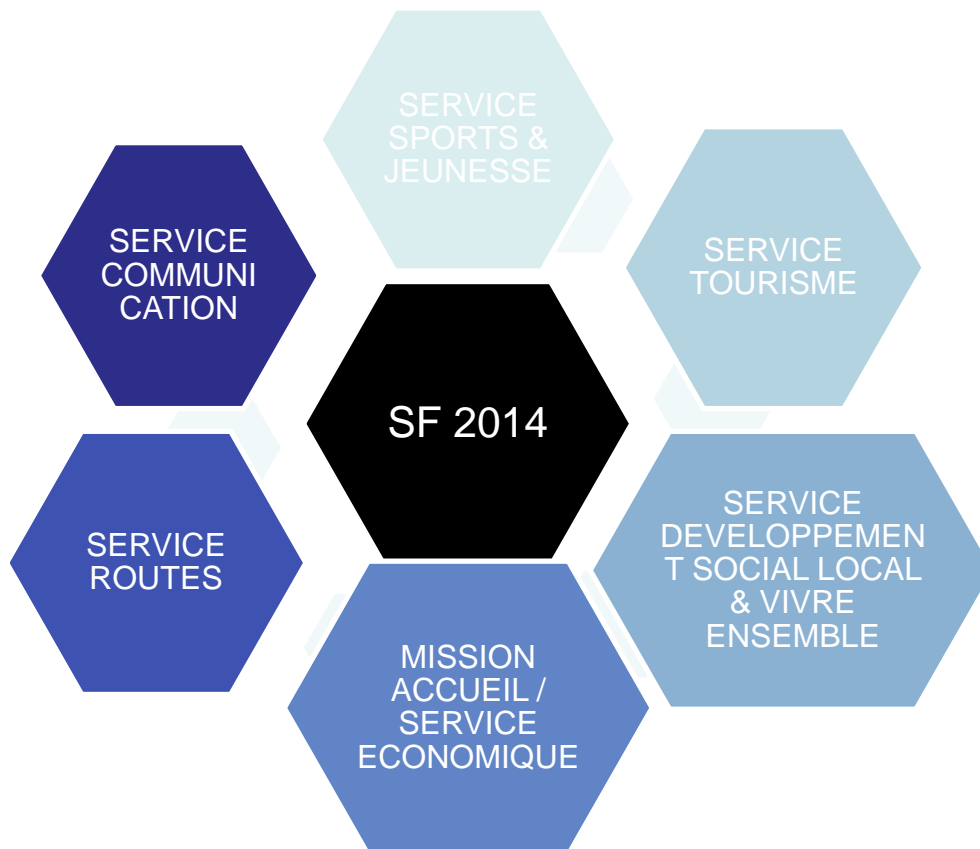 SERVICE
SPORTS &
JEUNESSE
SERVICE
TOURISME
SERVICE
DEVELOPPEMEN
T SOCIAL LOCAL
& VIVRE
ENSEMBLE
MISSION
ACCUEIL /
SERVICE
ECONOMIQUE
SERVICE
ROUTES
SERVICE
COMMUNI
CATION
SF 2014